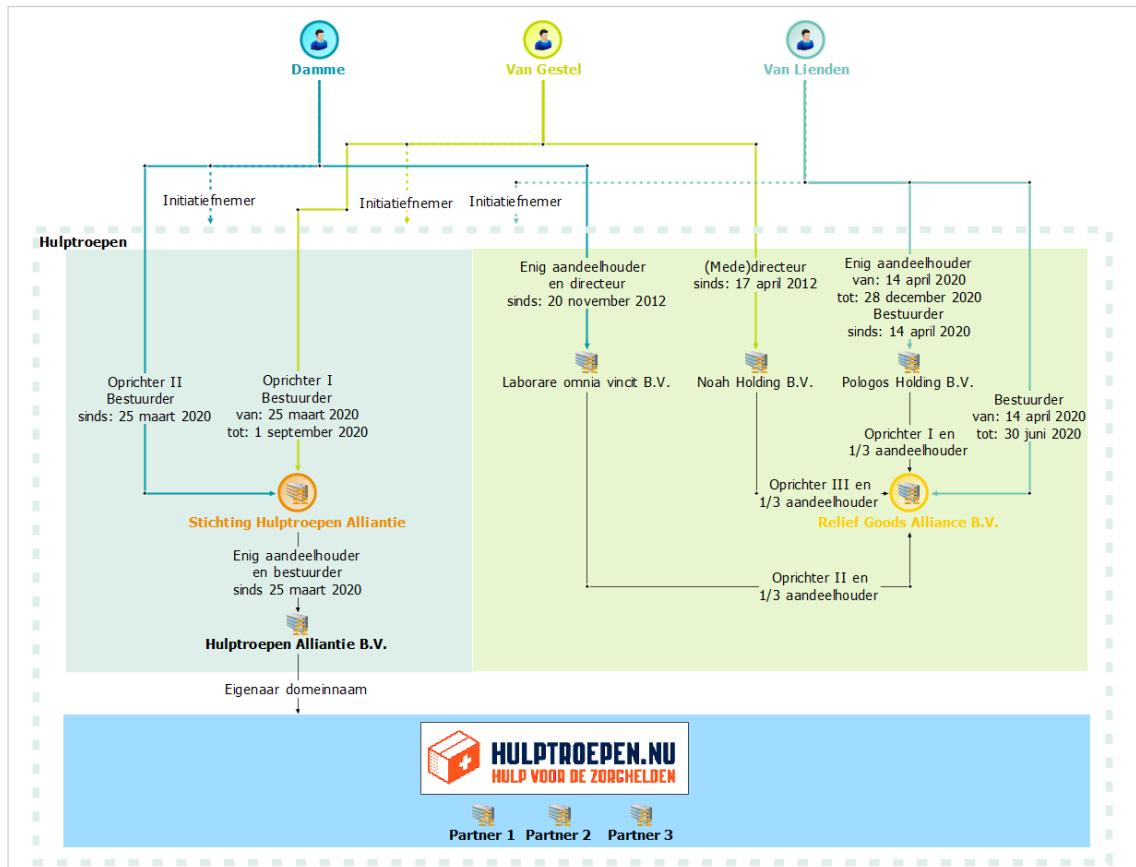 Damme
Van Gestel
Van Lienden
Initiatiefnemer
Initiatiefnemer
Initiatiefnemer
Hulptroepen
Enig aandeelhouder
en directeur
sinds: 20 november 2012
(Mede)directeur
sinds: 17 april 2012
Enig aandeelhouder
van: 14 april 2020
tot: 28 december 2020
Bestuurder
sinds: 14 april 2020
Oprichter II
Bestuurder
sinds: 25 maart 2020
Oprichter I
Bestuurder
van: 25 maart 2020
tot: 1 september 2020
Laborare omnia vincit B.V.
Noah Holding B.V.
Pologos Holding B.V.
Bestuurder
van: 14 april 2020
tot: 30 juni 2020
Oprichter I en
1/3 aandeelhouder
Oprichter III en
1/3 aandeelhouder
Stichting Hulptroepen Alliantie
Relief Goods Alliance B.V.
Enig aandeelhouder
en bestuurder
sinds 25 maart 2020
Oprichter II en
1/3 aandeelhouder
Hulptroepen Alliantie B.V.
Eigenaar domeinnaam
HULPTROEPEN.NU
HULP VOOR DE ZORGHELDEN
Partner 1
Partner 2
Partner 3